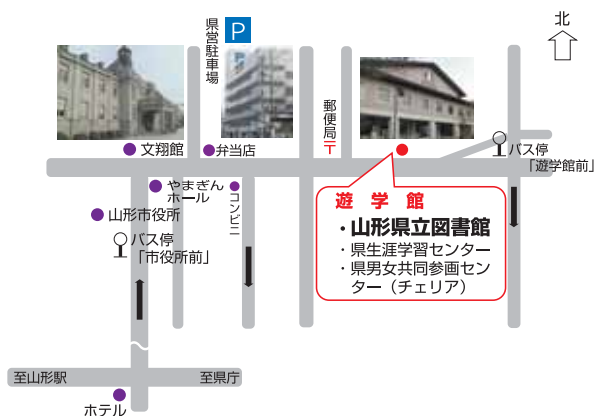 北
県営駐車場
P
郵便局
〒
文翔館
弁当店
バス停
「遊学館前」
やまぎん
ホール
コンビニ
山形市役所
バス停
「市役所前」
遊学館
・山形県立図書館
・県生涯学習センター
・県男女共同参画セン
ター（チェリア）
至山形駅
至県庁
ホテル